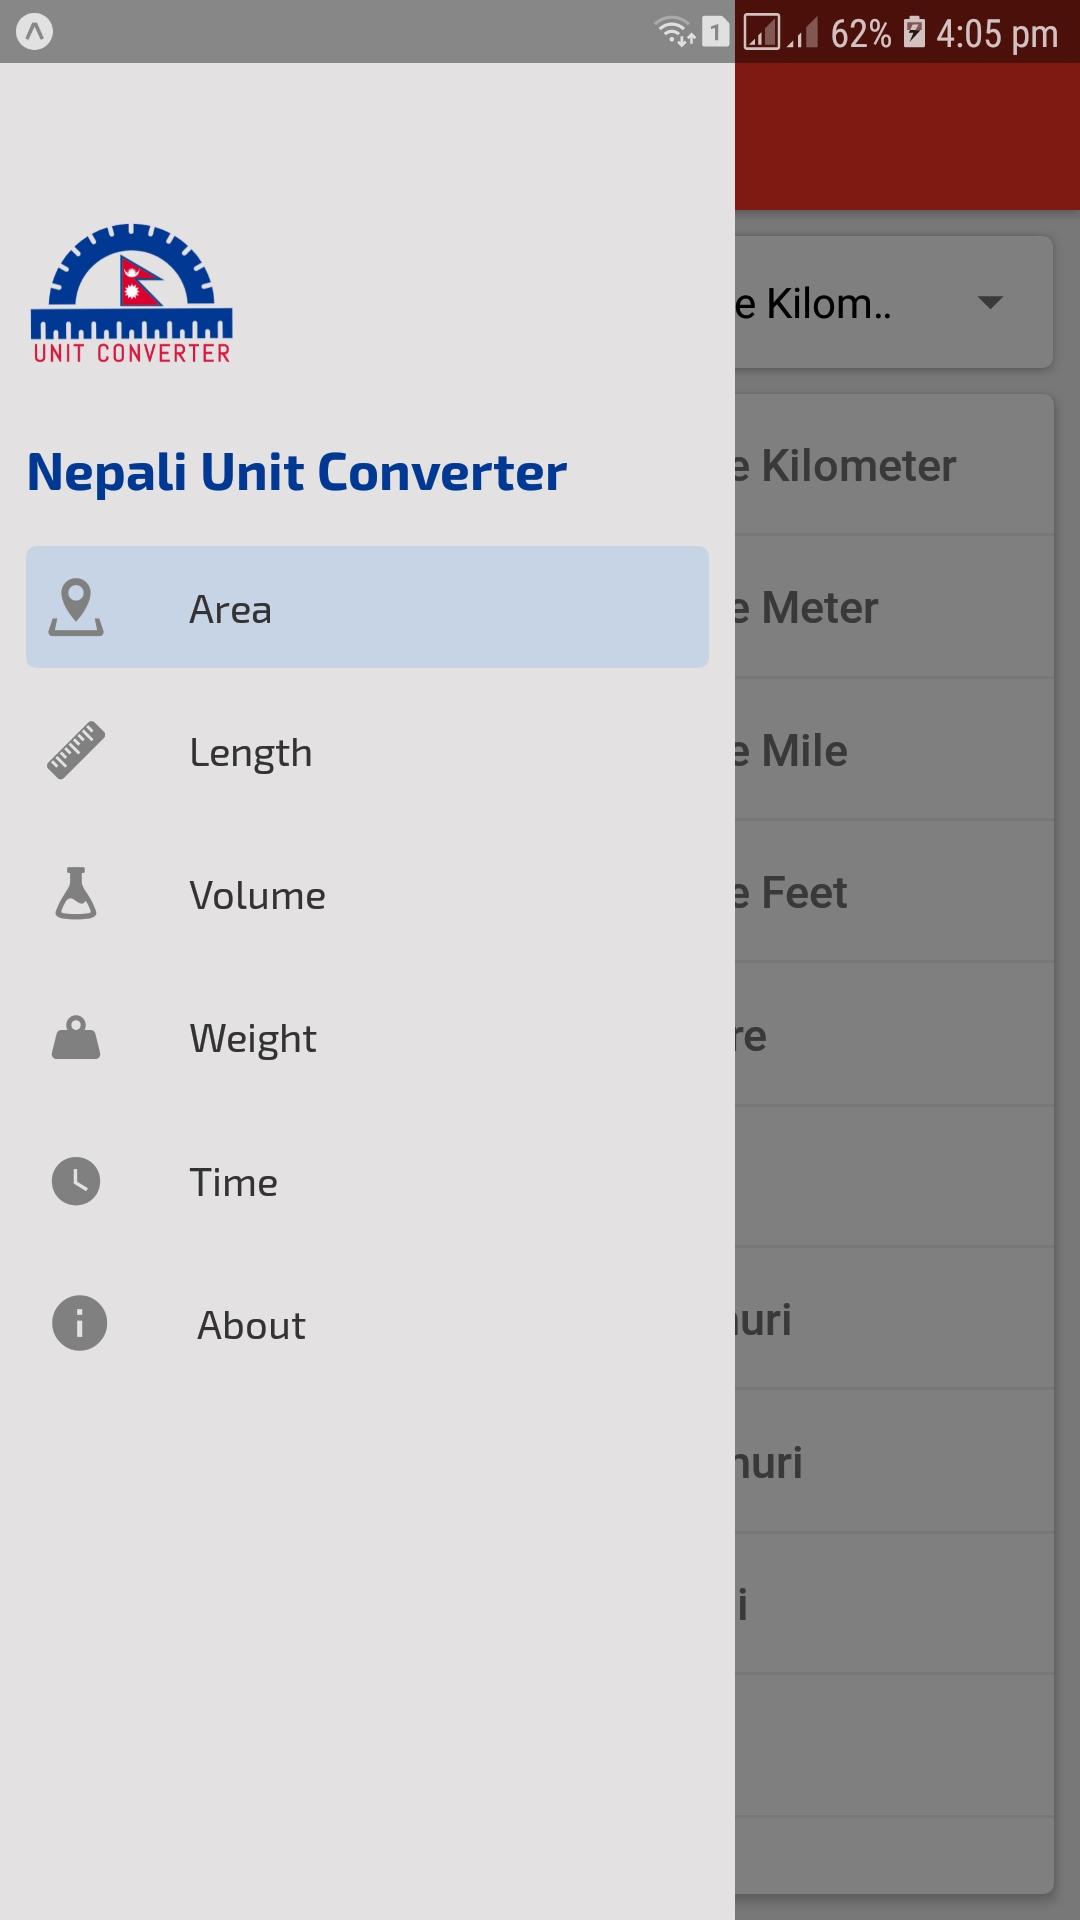 1 62% 4:05 pm
UNIT CONVERTER
e Kilom..
Nepali Unit Converter
e Kilometer
Area
e Meter
Length
e Mile
Volume
e Feet
Weight
re
Time
About
uri
uri
i